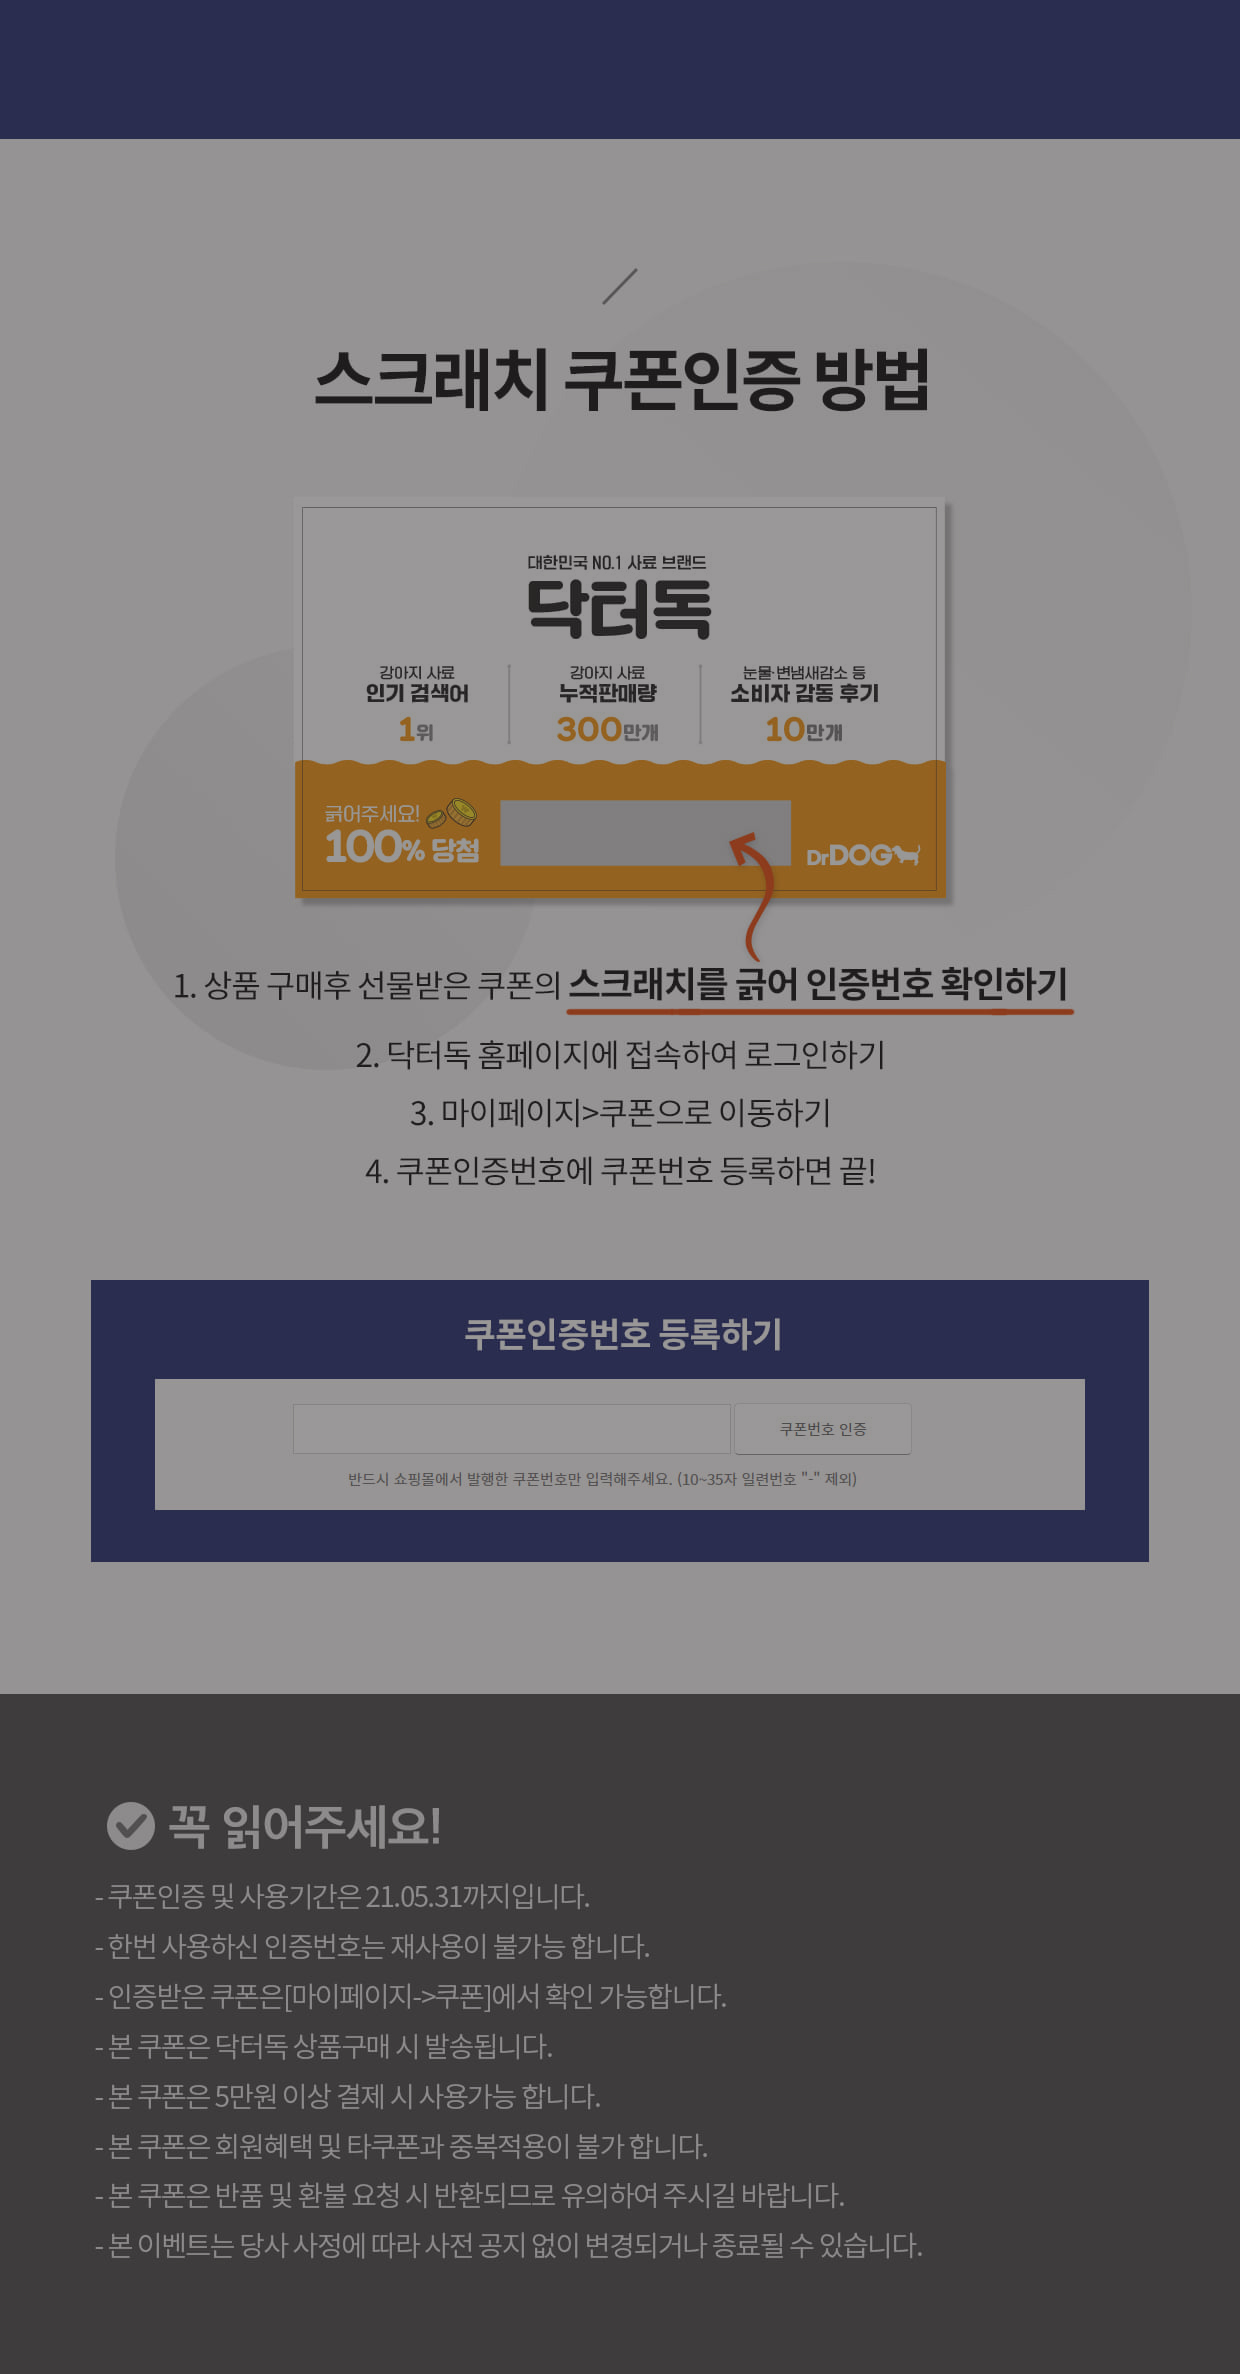 스크래치 쿠폰인증 방법
대한민국 NO.1 사료 브랜드
닥터독
강아지 사료
인기 검색어
1위
강아지 사료
누적판매량
300만개
눈물·변냄새감소 등
소비자 감동 후기
10만개
긁어주세요!
100% 당첨
DrDOG
1. 상품 구매후 선물받은 쿠폰의 스크래치를 긁어 인증번호 확인하기
2. 닥터독 홈페이지에 접속하여 로그인하기
3. 마이페이지>쿠폰으로 이동하기
4. 쿠폰인증번호에 쿠폰번호 등록하면 끝!
쿠폰인증번호 등록하기
쿠폰번호 인증
반드시 쇼핑몰에서 발행한 쿠폰번호만 입력해주세요. (10~35자 일련번호 "-" 제외)
꼭 읽어주세요!
- 쿠폰인증 및 사용기간은 21.05.31까지입니다.
- 한번 사용하신 인증번호는 재사용이 불가능 합니다.
- 인증받은 쿠폰은[마이페이지->쿠폰]에서 확인 가능합니다.
- 본 쿠폰은 닥터독 상품구매 시 발송됩니다.
- 본 쿠폰은 5만원 이상 결제 시 사용가능 합니다.
- 본 쿠폰은 회원혜택 및 타쿠폰과 중복적용이 불가 합니다.
- 본 쿠폰은 반품 및 환불 요청 시 반환되므로 유의하여 주시길 바랍니다.
- 본 이벤트는 당사 사정에 따라 사전 공지 없이 변경되거나 종료될 수 있습니다.